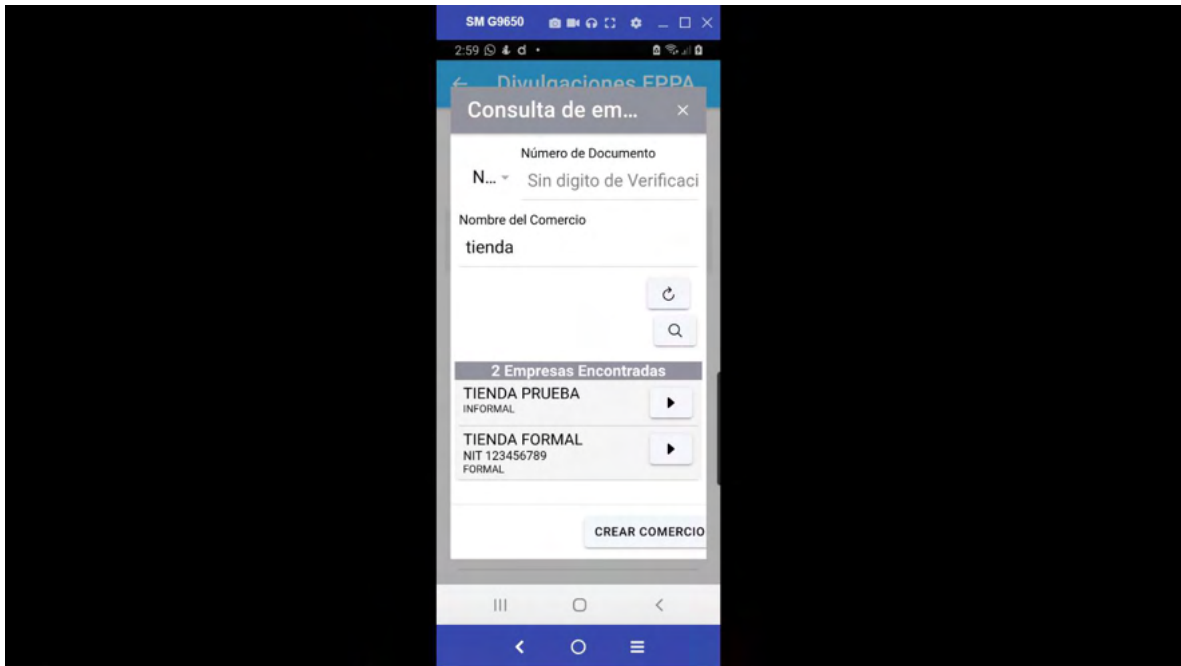 SM G9650
2:59
Divulgaciones EPPA
Consulta de em...
Número de Documento
N...
Sin digito de Verificaci
Nombre del Comercio
tienda
2 Empresas Encontradas
TIENDA PRUEBA
INFORMAL
TIENDA FORMAL
NIT 123456789
FORMAL
CREAR COMERCIO